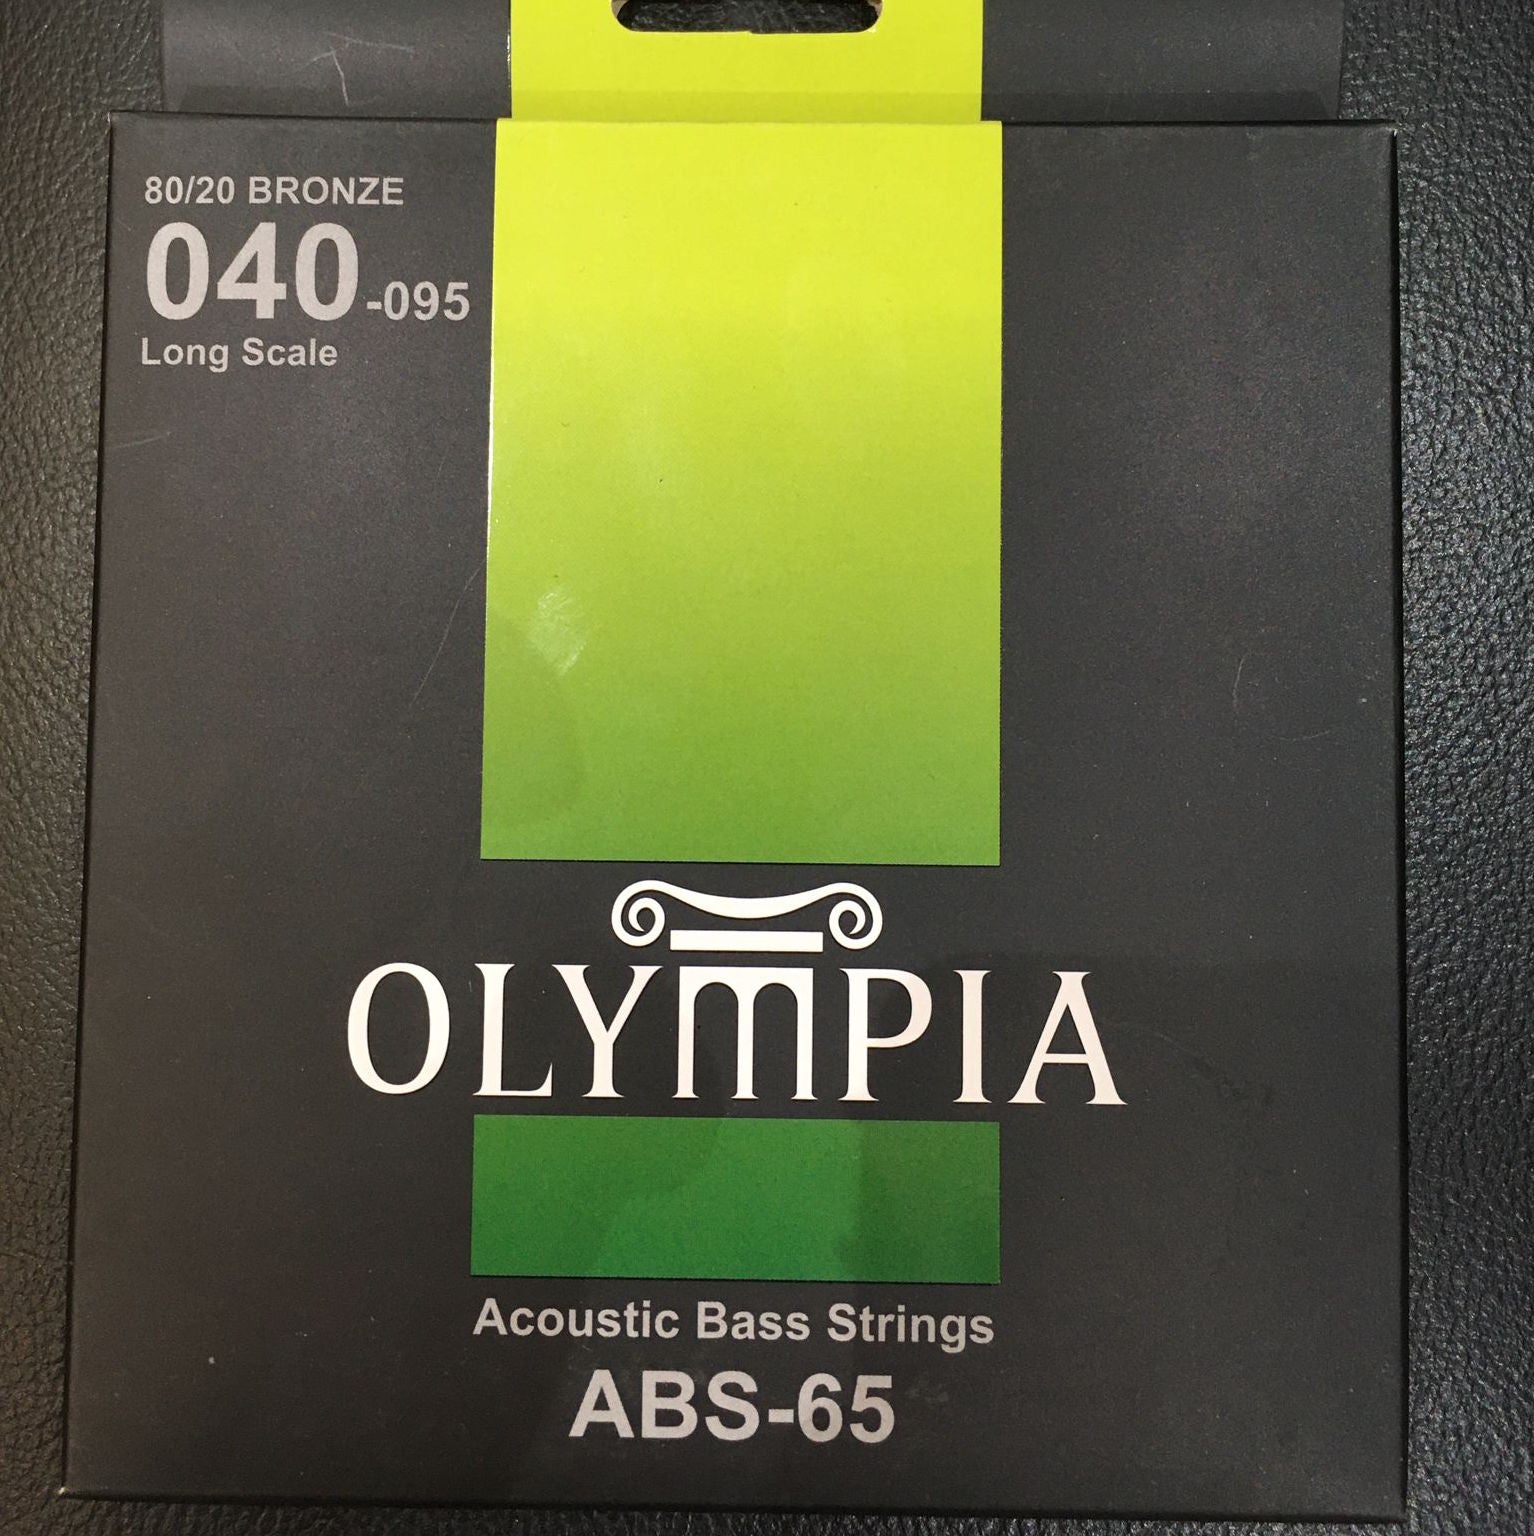 80/20 BRONZE
040-095
Long Scale
OLYMPIA
Acoustic Bass Strings
ABS-65